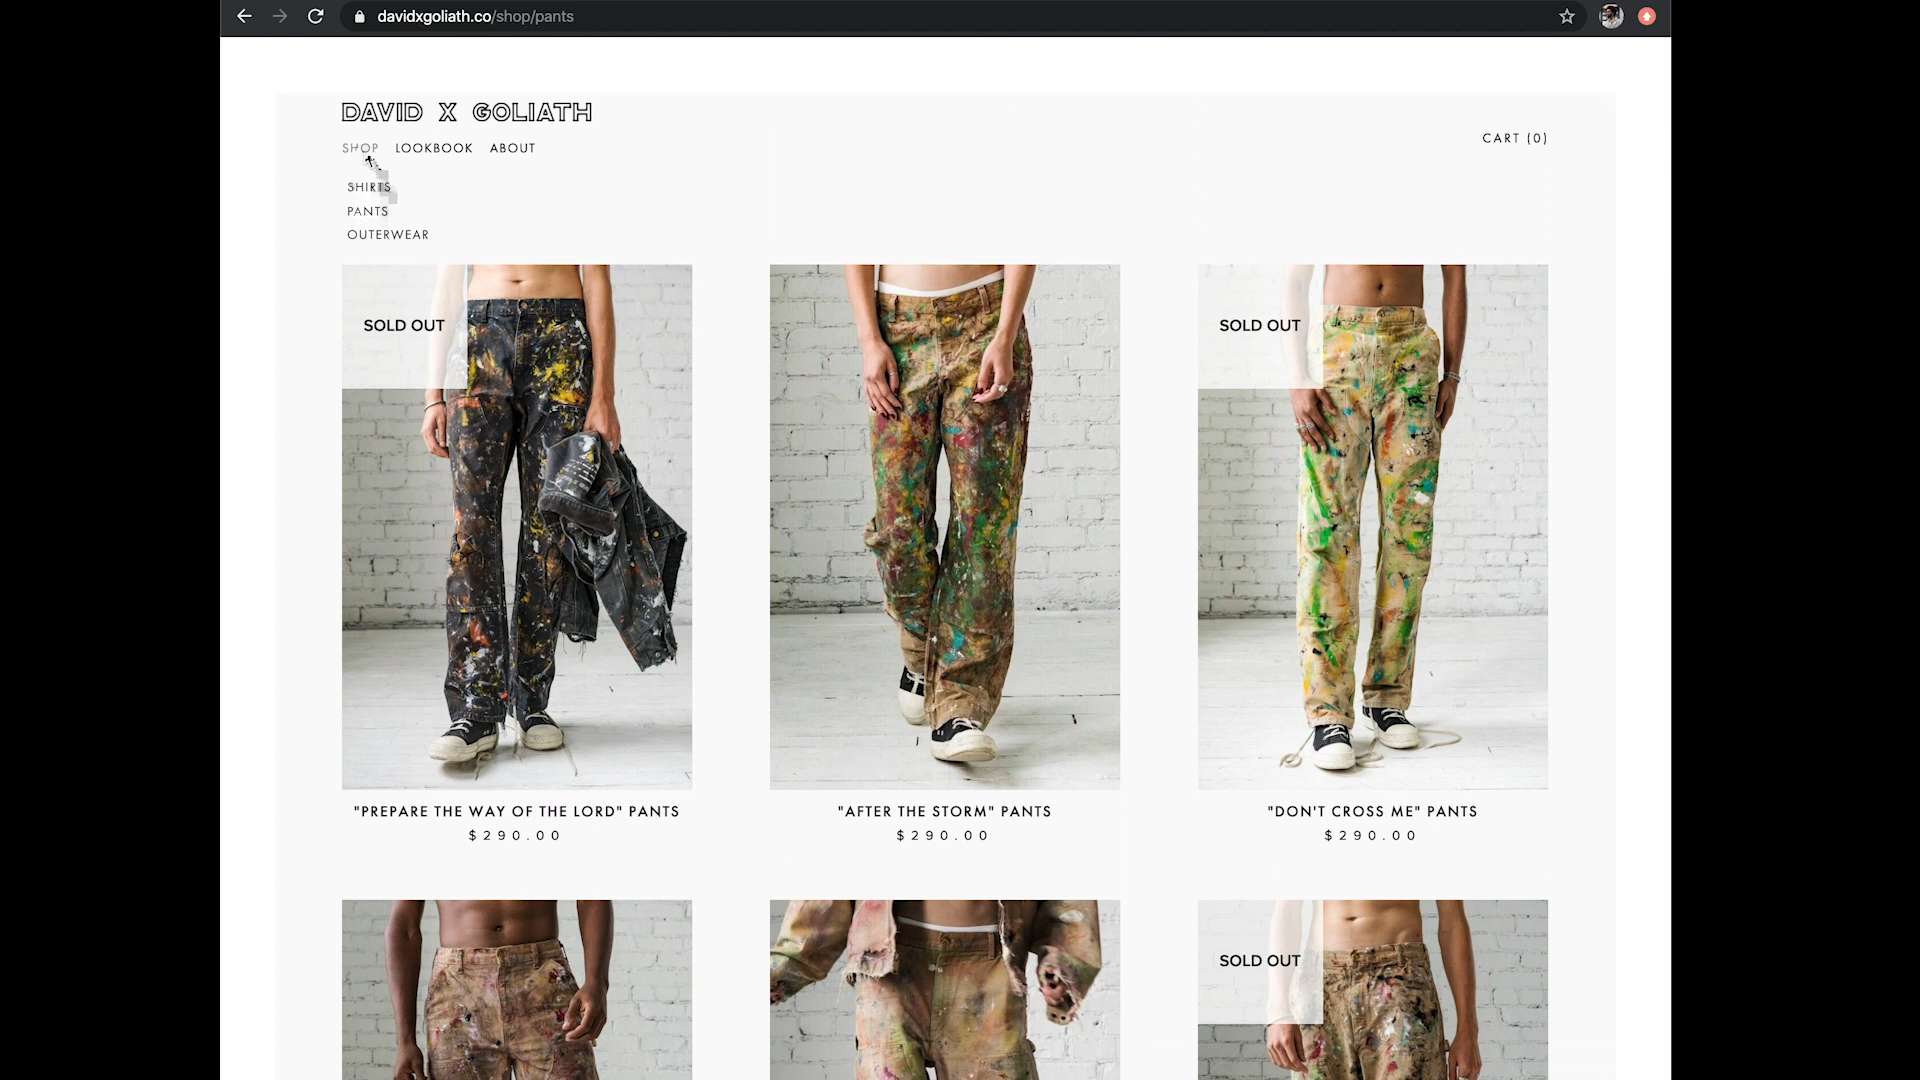 davidxgoliath.co/shop/pants
DAVID X GOLIATH
CART (0)
SHOP LOOKBOOK ABOUT
SHIRTS
PANTS
OUTERWEAR
SOLD OUT
SOLD OUT
"PREPARE THE WAY OF THE LORD" PANTS
$290.00
"AFTER THE STORM" PANTS
$290.00
"DON'T CROSS ME" PANTS
$290.00
SOLD OUT